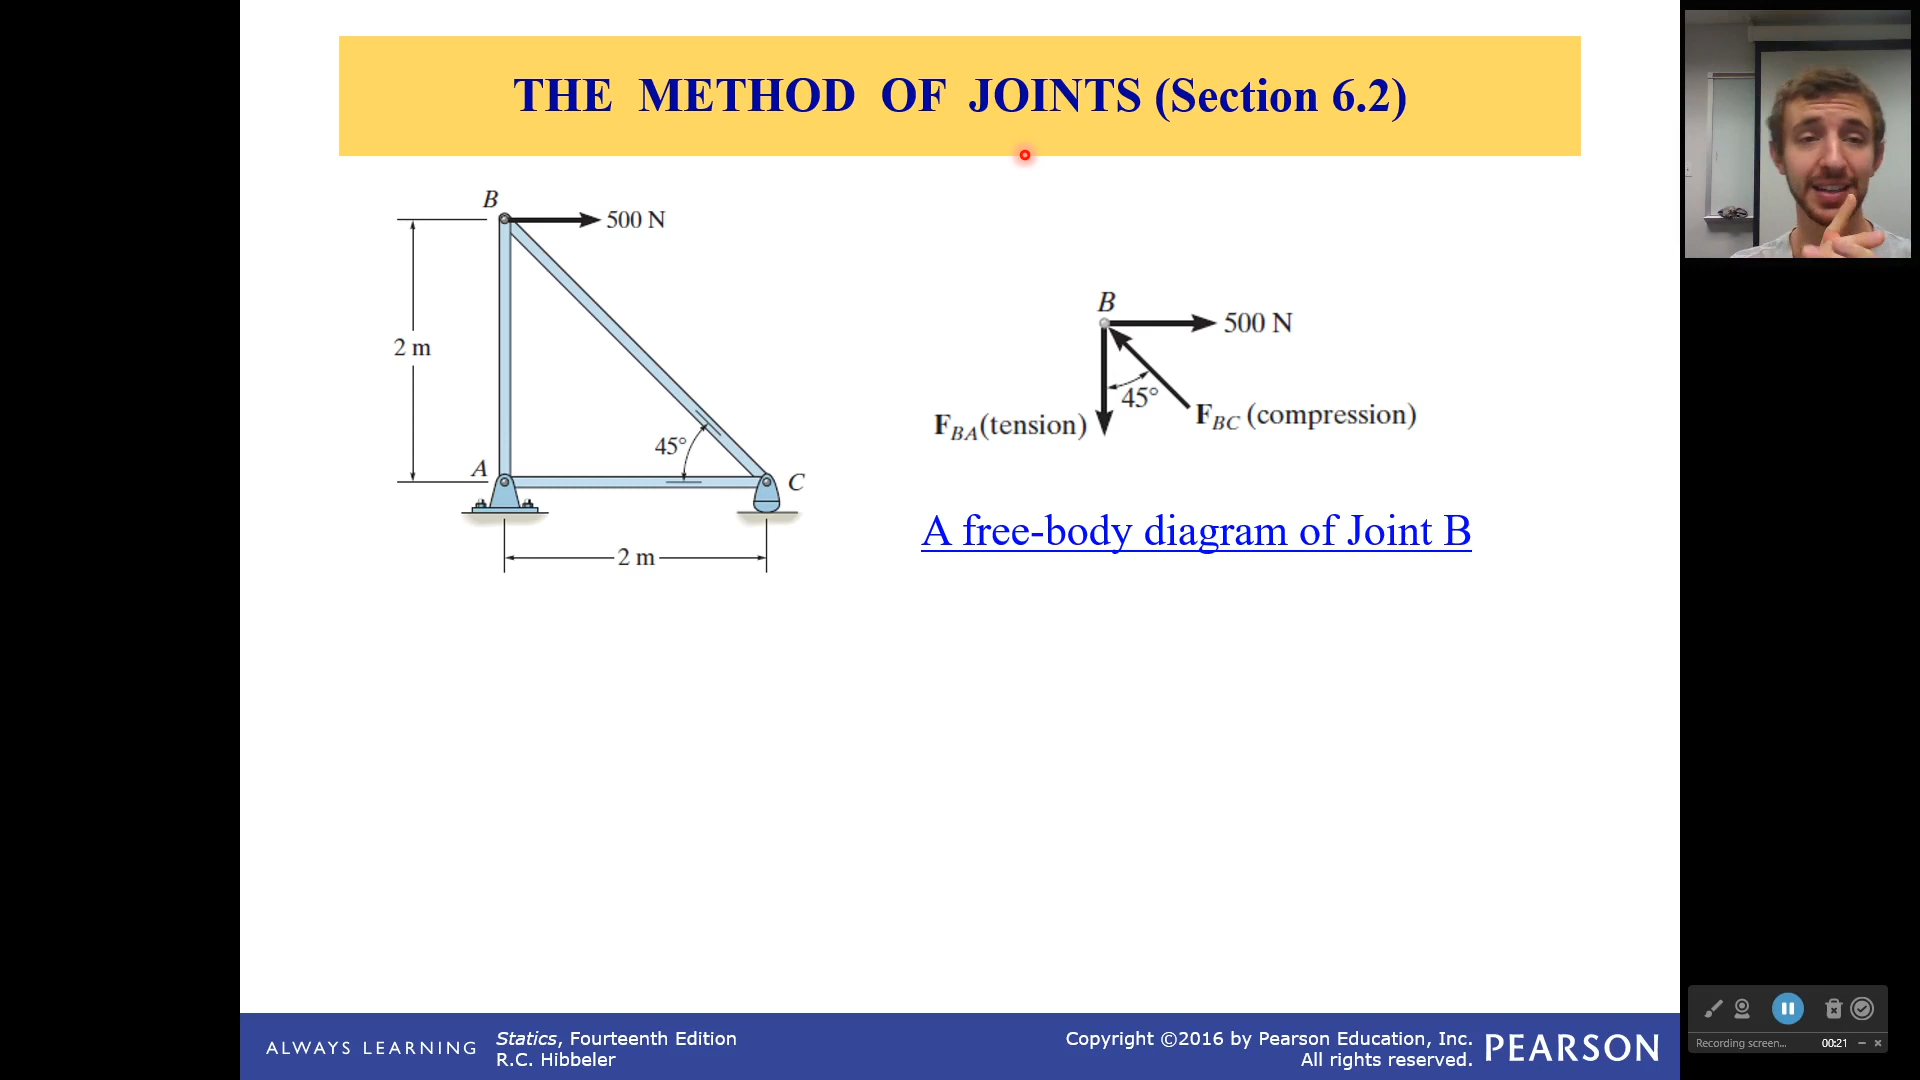 THE METHOD OF JOINTS (Section 6.2)
B
500 N
2 m
45°
A
C
2 m
B
500 N
45°
F_BA(tension)
F_BC (compression)
A free-body diagram of Joint B
ALWAYS LEARNING
Statics, Fourteenth Edition
R.C. Hibbeler
Copyright ©2016 by Pearson Education, Inc.
All rights reserved.
PEARSON
Recording screen... 00:21